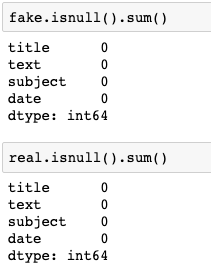 fake.isnull().sum()
title 0
text 0
subject 0
date 0
dtype: int64
real.isnull().sum()
title 0
text 0
subject 0
date 0
dtype: int64